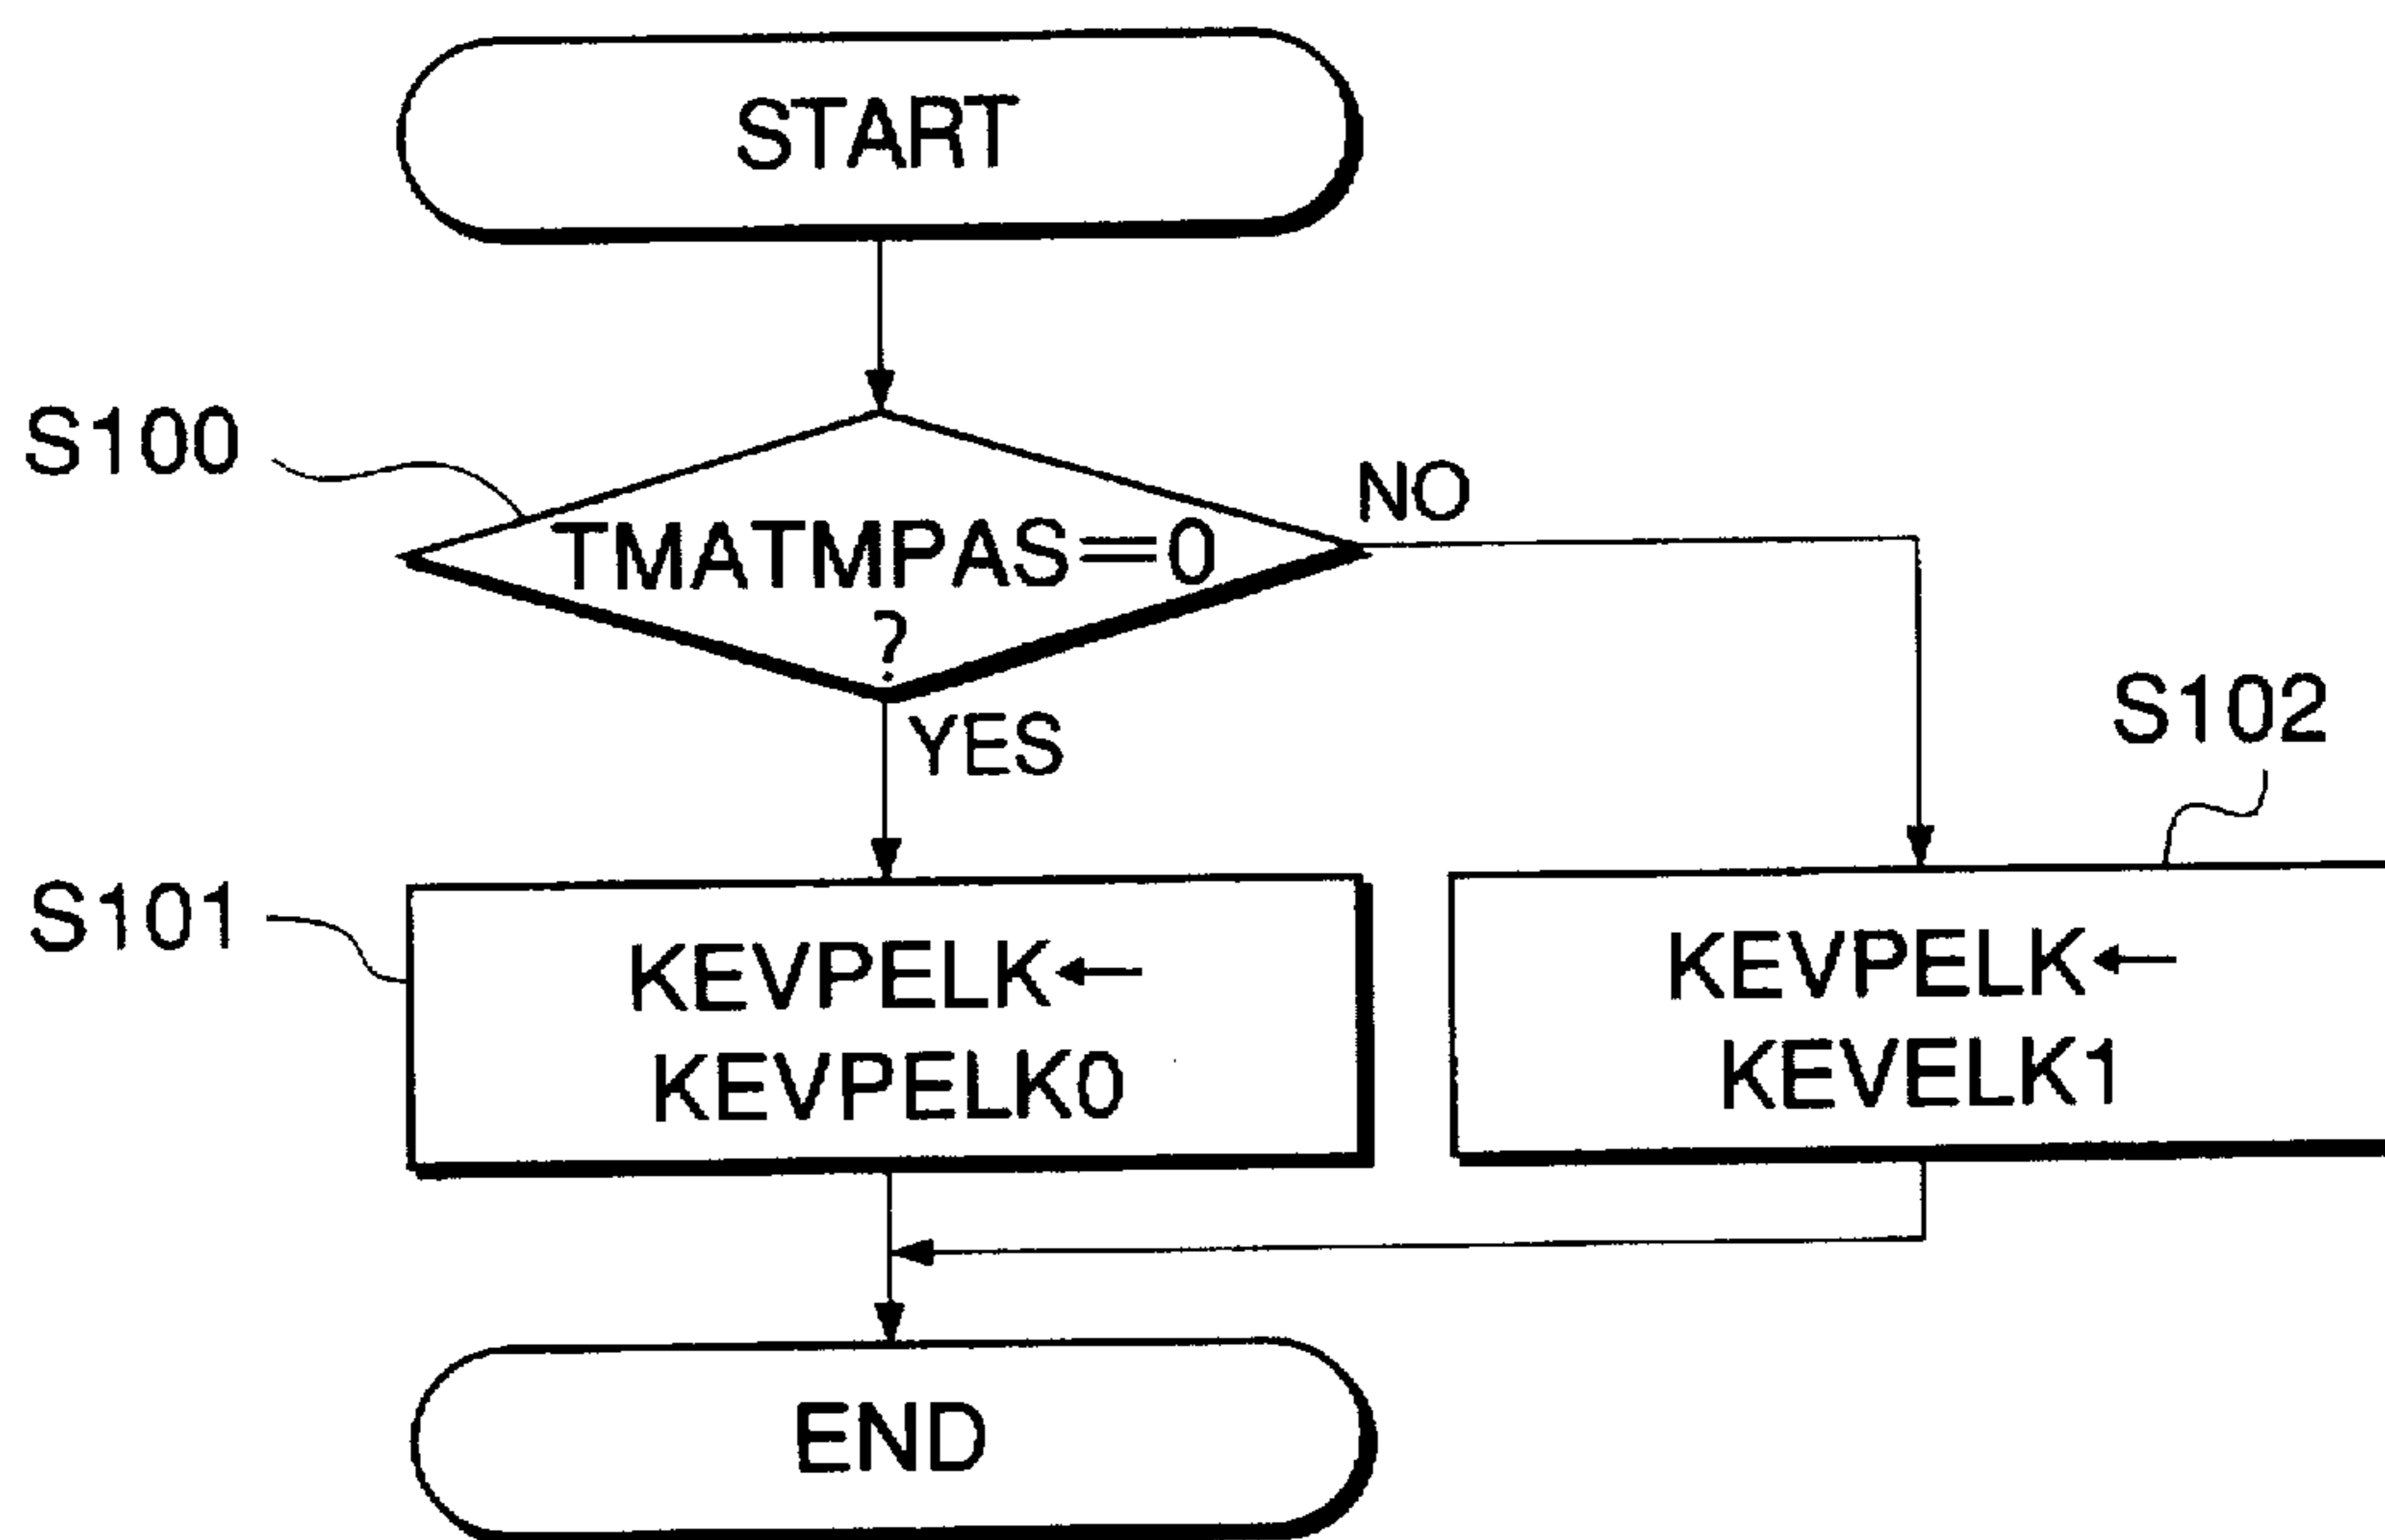 START
S100
NO
TMATMPAS=0
?
YES
S102
S101
KEVPELK←
KEVPELK0
KEVPELK←
KEVELK1
END